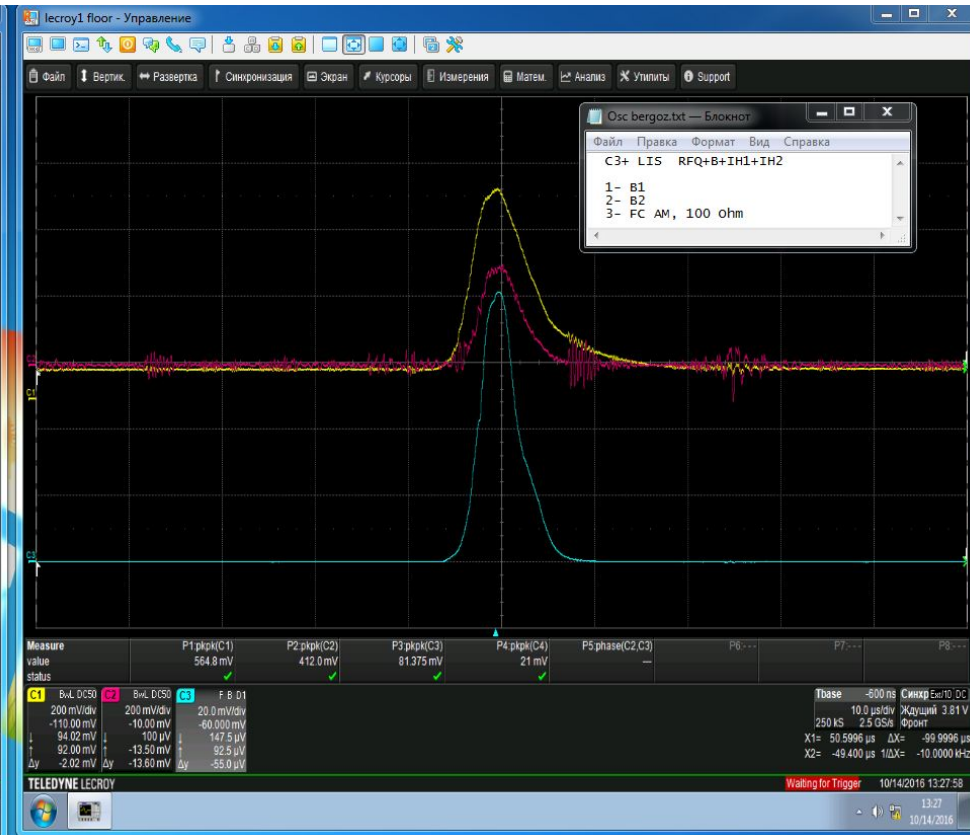 lecroy1 floor - Управление
Файл Вертик. Развертка Синхронизация Экран Курсоры Измерения Матем. Анализ Утилиты Support
Osc bergoz.txt — Блокнот
Файл Правка Формат Вид Справка
C3+ LIS RFQ+B+IH1+IH2
1- B1
2- B2
3- FC AM, 100 Ohm
C1
C3
Measure P1:pkpk(C1) P2:pkpk(C2) P3:pkpk(C3) P4:pkpk(C4) P5:phase(C2,C3) P6:--- P7:--- P8:---
value 564.8 mV 412.0 mV 81.375 mV 21 mV ---
status
C1 BwL DC50 C2 BwL DC50 C3 F B D1
200 mV/div 200 mV/div 20.0 mV/div
-110.00 mV -10.00 mV -60.000 mV
↓ 94.02 mV ↓ 100 µV ↓ 147.5 µV
↑ 92.00 mV ↑ -13.50 mV ↑ 92.5 µV
Δy -2.02 mV Δy -13.60 mV Δy -55.0 µV
Tbase -600 ns Синхр Ext/10 DC
10.0 µs/div Ждущий 3.81 V
250 kS 2.5 GS/s Фронт
X1= 50.5996 µs ΔX= -99.9996 µs
X2= -49.400 µs 1/ΔX= -10.0000 kHz
TELEDYNE LECROY Waiting for Trigger 10/14/2016 13:27:58
13:27
10/14/2016